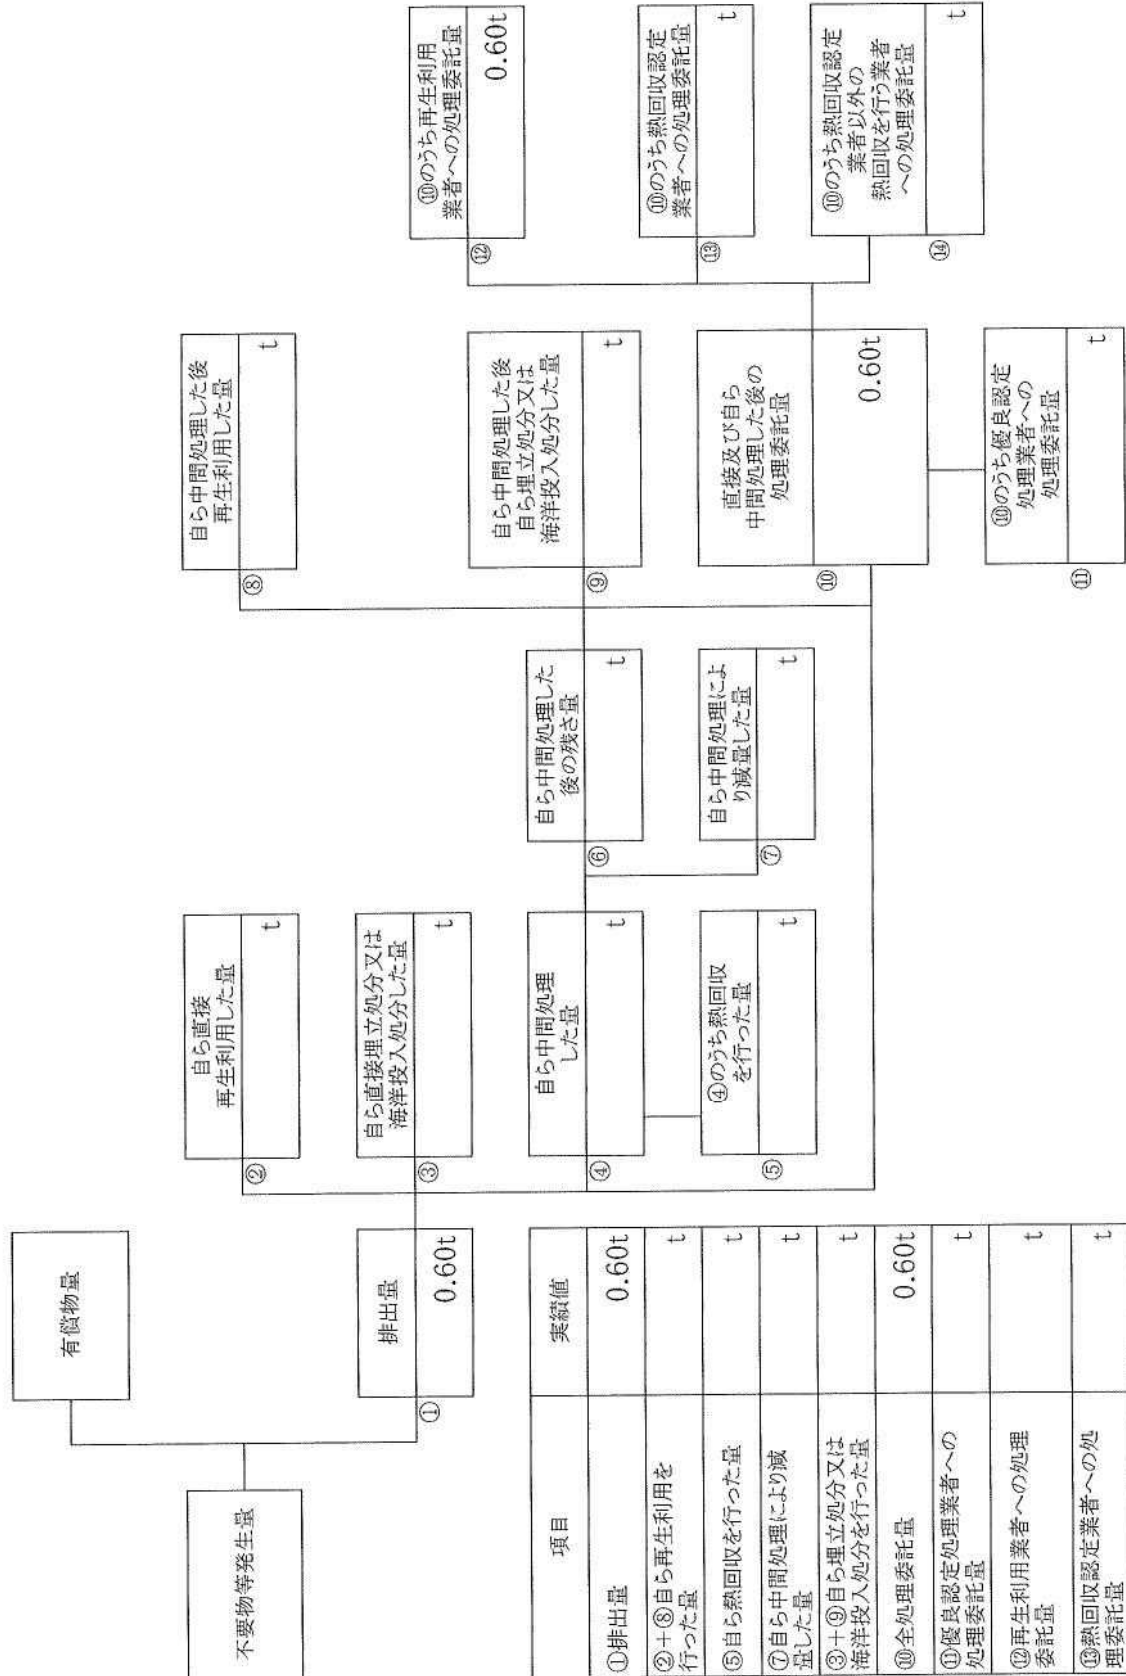 不要物等発生量
有償物量
①
排出量
0.60t
②
自ら直接
再生利用した量
t
③
自ら直接埋立処分又は
海洋投入処分した量
t
④
自ら中間処理
した量
t
⑤
④のうち熱回収
を行った量
t
⑥
自ら中間処理した
後の残さ量
t
⑦
自ら中間処理によ
り減量した量
t
⑧
自ら中間処理した後
再生利用した量
t
⑨
自ら中間処理した後
自ら埋立処分又は
海洋投入処分した量
t
⑩
直接及び自ら
中間処理した後の
処理委託量
0.60t
⑪
⑩のうち優良認定
処理業者への
処理委託量
t
⑫
⑩のうち再生利用
業者への処理委託量
0.60t
⑬
⑩のうち熱回収認定
業者への処理委託量
t
⑭
⑩のうち熱回収認定
業者以外の
熱回収を行う業者
への処理委託量
t
項目
実績値
①排出量
0.60t
②+⑧自ら再生利用を
行った量
t
⑤自ら熱回収を行った量
t
⑦自ら中間処理により減
量した量
t
③+⑨自ら埋立処分又は
海洋投入処分を行った量
t
⑩全処理委託量
0.60t
⑪優良認定処理業者への
処理委託量
t
⑫再生利用業者への処理
委託量
t
⑬熱回収認定業者への処
理委託量
t